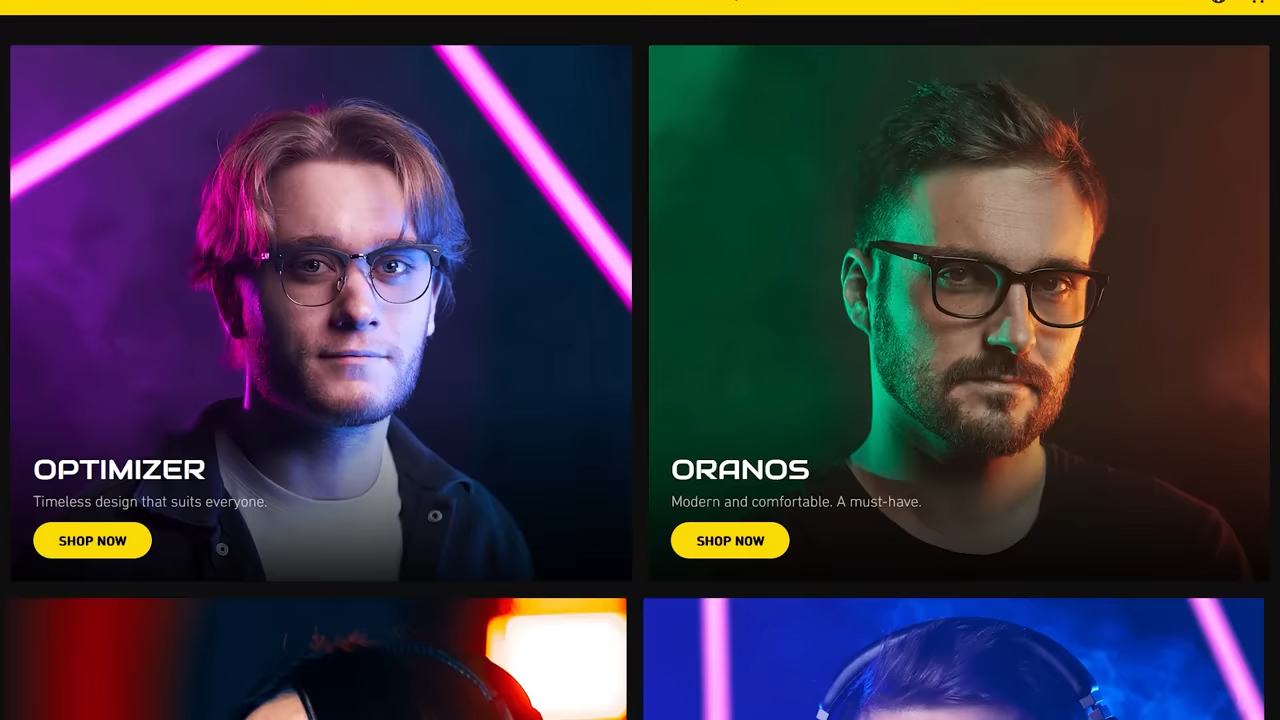 OPTIMIZER
Timeless design that suits everyone.
SHOP NOW
ORANOS
Modern and comfortable. A must-have.
SHOP NOW